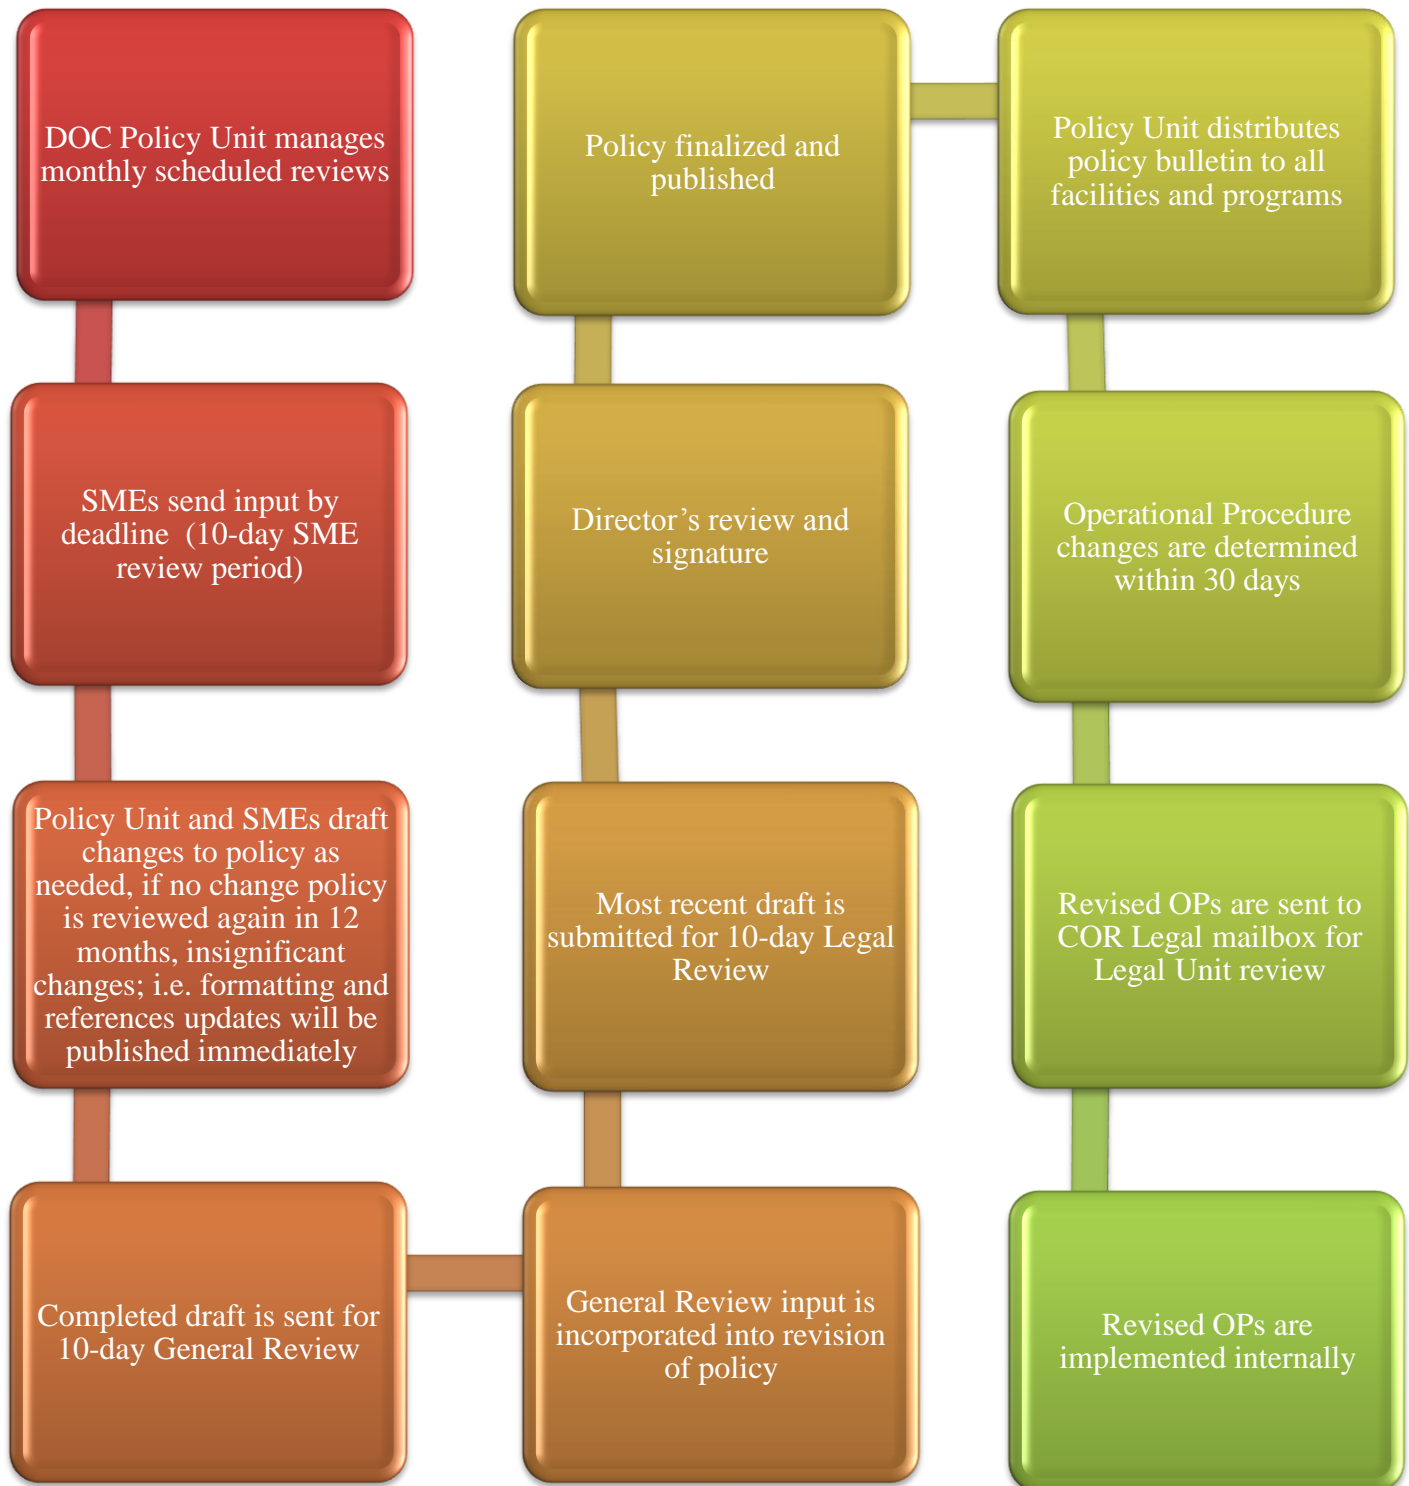 DOC Policy Unit manages
monthly scheduled reviews
SMEs send input by
deadline  (10-day SME
review period)
Policy Unit and SMEs draft
changes to policy as
needed, if no change policy
is reviewed again in 12
months, insignificant
changes; i.e. formatting and
references updates will be
published immediately
Completed draft is sent for
10-day General Review
General Review input is
incorporated into revision
of policy
Most recent draft is
submitted for 10-day Legal
Review
Director’s review and
signature
Policy finalized and
published
Policy Unit distributes
policy bulletin to all
facilities and programs
Operational Procedure
changes are determined
within 30 days
Revised OPs are sent to
COR Legal mailbox for
Legal Unit review
Revised OPs are
implemented internally